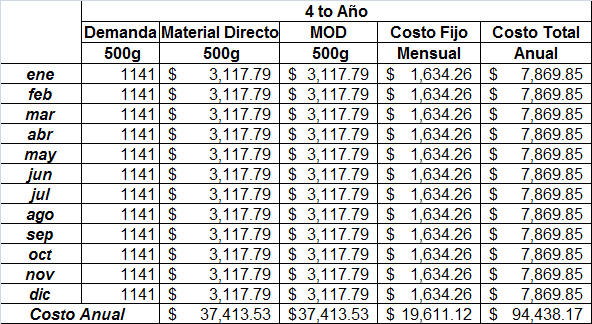 4 to Año
Demanda Material Directo MOD Costo Fijo Costo Total
500g 500g 500g Mensual Anual
ene 1141 $ 3,117.79 $ 3,117.79 $ 1,634.26 $ 7,869.85
feb 1141 $ 3,117.79 $ 3,117.79 $ 1,634.26 $ 7,869.85
mar 1141 $ 3,117.79 $ 3,117.79 $ 1,634.26 $ 7,869.85
abr 1141 $ 3,117.79 $ 3,117.79 $ 1,634.26 $ 7,869.85
may 1141 $ 3,117.79 $ 3,117.79 $ 1,634.26 $ 7,869.85
jun 1141 $ 3,117.79 $ 3,117.79 $ 1,634.26 $ 7,869.85
jul 1141 $ 3,117.79 $ 3,117.79 $ 1,634.26 $ 7,869.85
ago 1141 $ 3,117.79 $ 3,117.79 $ 1,634.26 $ 7,869.85
sep 1141 $ 3,117.79 $ 3,117.79 $ 1,634.26 $ 7,869.85
oct 1141 $ 3,117.79 $ 3,117.79 $ 1,634.26 $ 7,869.85
nov 1141 $ 3,117.79 $ 3,117.79 $ 1,634.26 $ 7,869.85
dic 1141 $ 3,117.79 $ 3,117.79 $ 1,634.26 $ 7,869.85
Costo Anual $ 37,413.53 $37,413.53 $ 19,611.12 $ 94,438.17